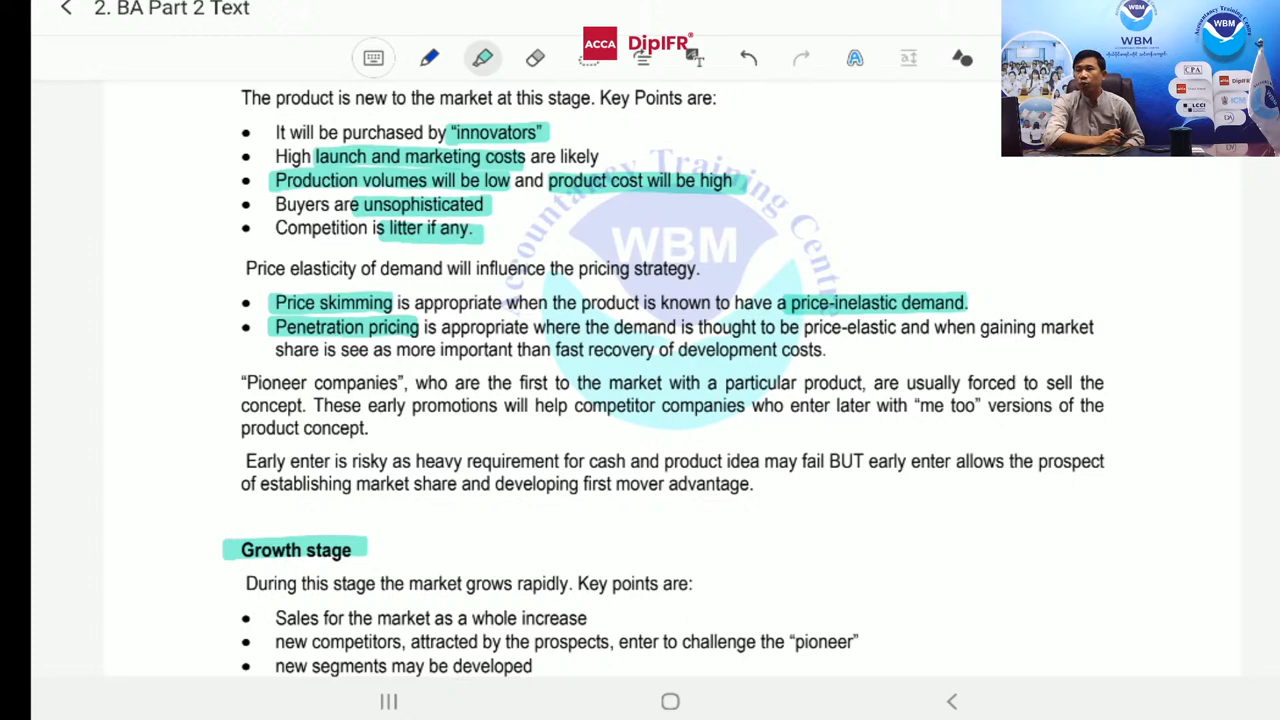 2. BA Part 2 Text
ACCA DipIFR®
WBM
WBM
WBM
CPA
DipIFR
LCCI
ICM
DA
The product is new to the market at this stage. Key Points are:
• It will be purchased by “innovators”
• High launch and marketing costs are likely
• Production volumes will be low and product cost will be high
• Buyers are unsophisticated
• Competition is litter if any.
Price elasticity of demand will influence the pricing strategy.
• Price skimming is appropriate when the product is known to have a price-inelastic demand.
• Penetration pricing is appropriate where the demand is thought to be price-elastic and when gaining market
share is see as more important than fast recovery of development costs.
“Pioneer companies”, who are the first to the market with a particular product, are usually forced to sell the
concept. These early promotions will help competitor companies who enter later with “me too” versions of the
product concept.
Early enter is risky as heavy requirement for cash and product idea may fail BUT early enter allows the prospect
of establishing market share and developing first mover advantage.
Growth stage
During this stage the market grows rapidly. Key points are:
• Sales for the market as a whole increase
• new competitors, attracted by the prospects, enter to challenge the “pioneer”
• new segments may be developed
Accountancy Training Centre
WBM